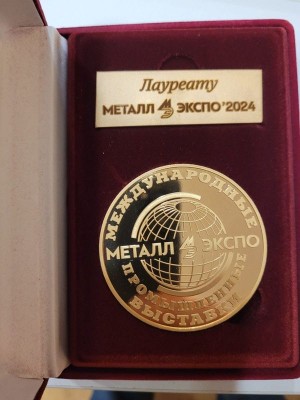 Лауреату
МЕТАЛЛ ЭКСПО'2024
МЕЖДУНАРОДНЫЕ
МЕТАЛЛ ЭКСПО
ПРОМЫШЛЕННЫЕ
ВЫСТАВКИ